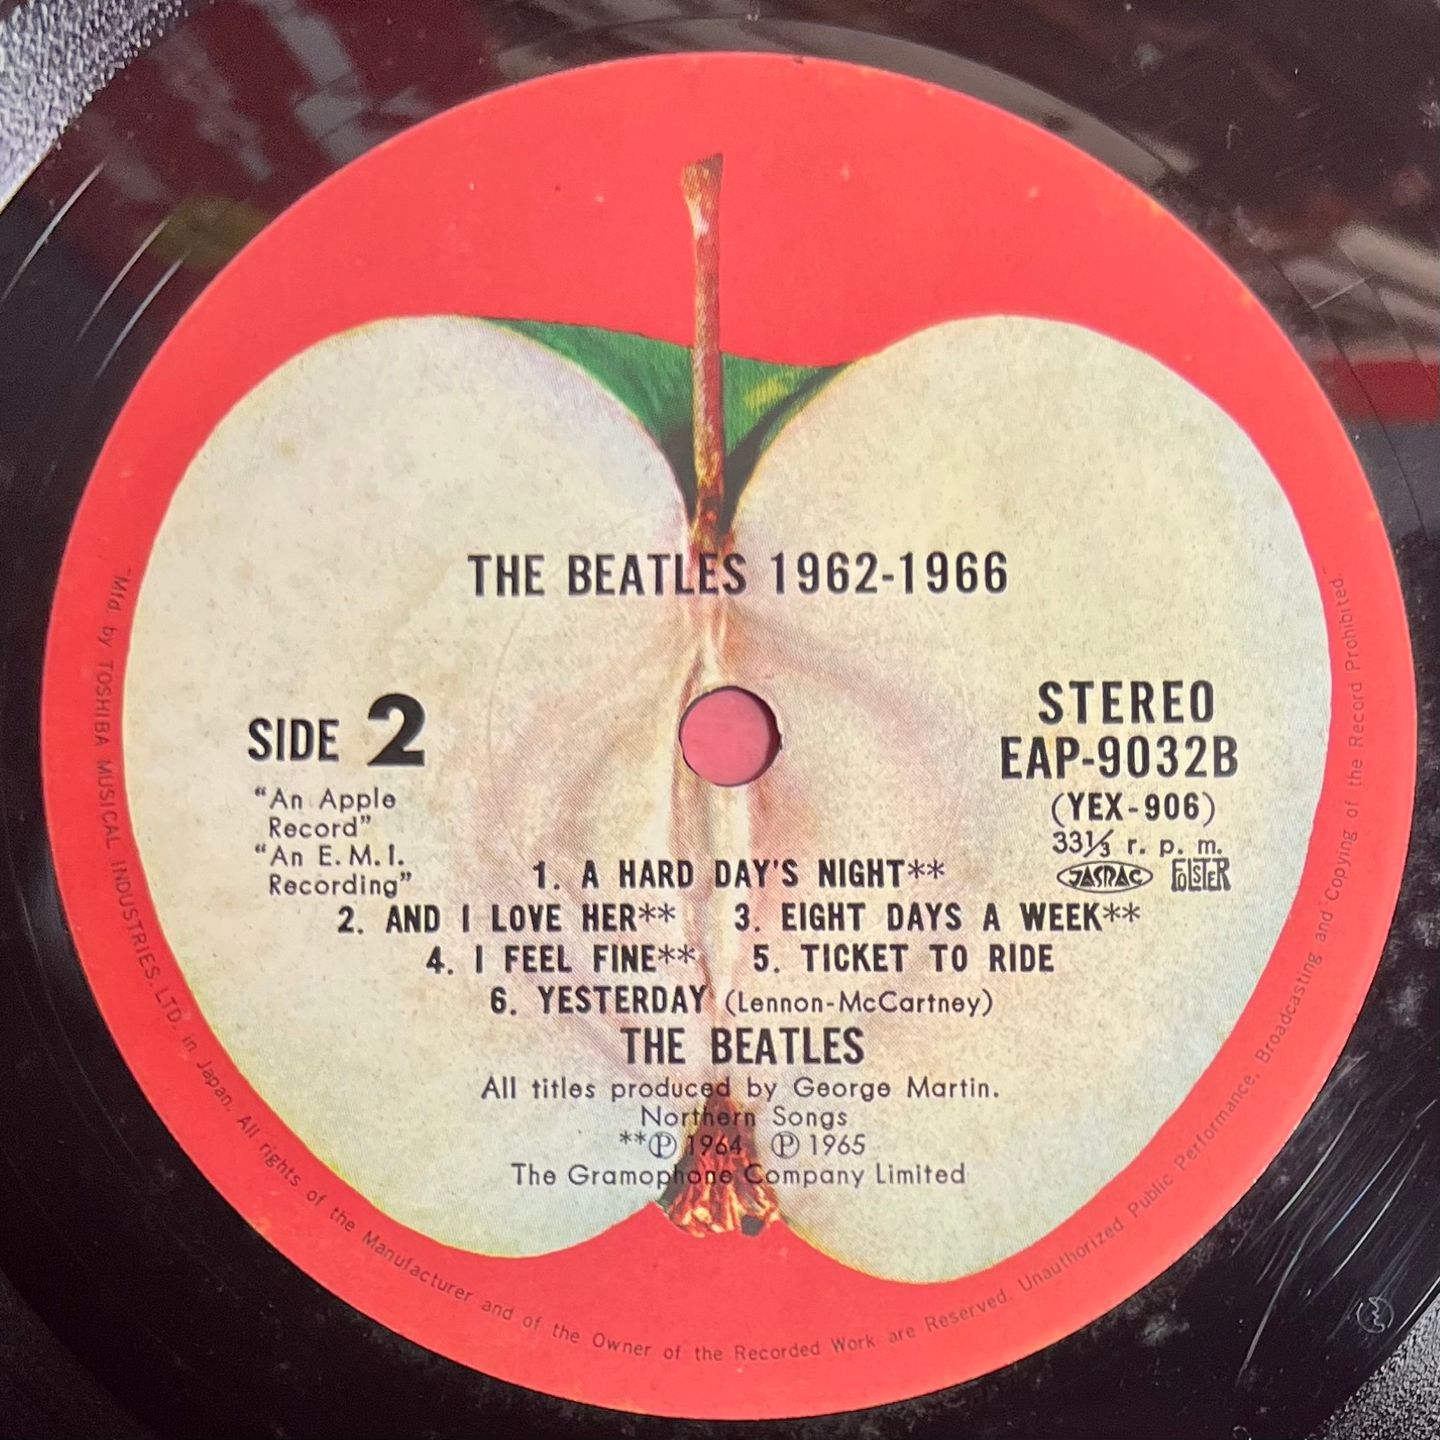 THE BEATLES 1962-1966
SIDE 2
"An Apple
Record"
"An E.M.I.
Recording"
STEREO
EAP-9032B
(YEX-906)
33⅓ r. p. m.
JASRAC FOLSTER
1. A HARD DAY'S NIGHT**
2. AND I LOVE HER** 3. EIGHT DAYS A WEEK**
4. I FEEL FINE** 5. TICKET TO RIDE
6. YESTERDAY (Lennon-McCartney)
THE BEATLES
All titles produced by George Martin.
Northern Songs
**Ⓟ 1964 Ⓟ 1965
The Gramophone Company Limited
"Mfd. by TOSHIBA MUSICAL INDUSTRIES, LTD. in Japan. All rights of the Manufacturer and of the Owner of the Recorded Work are Reserved. Unauthorized Public Performance, Broadcasting and Copying of the Record Prohibited."